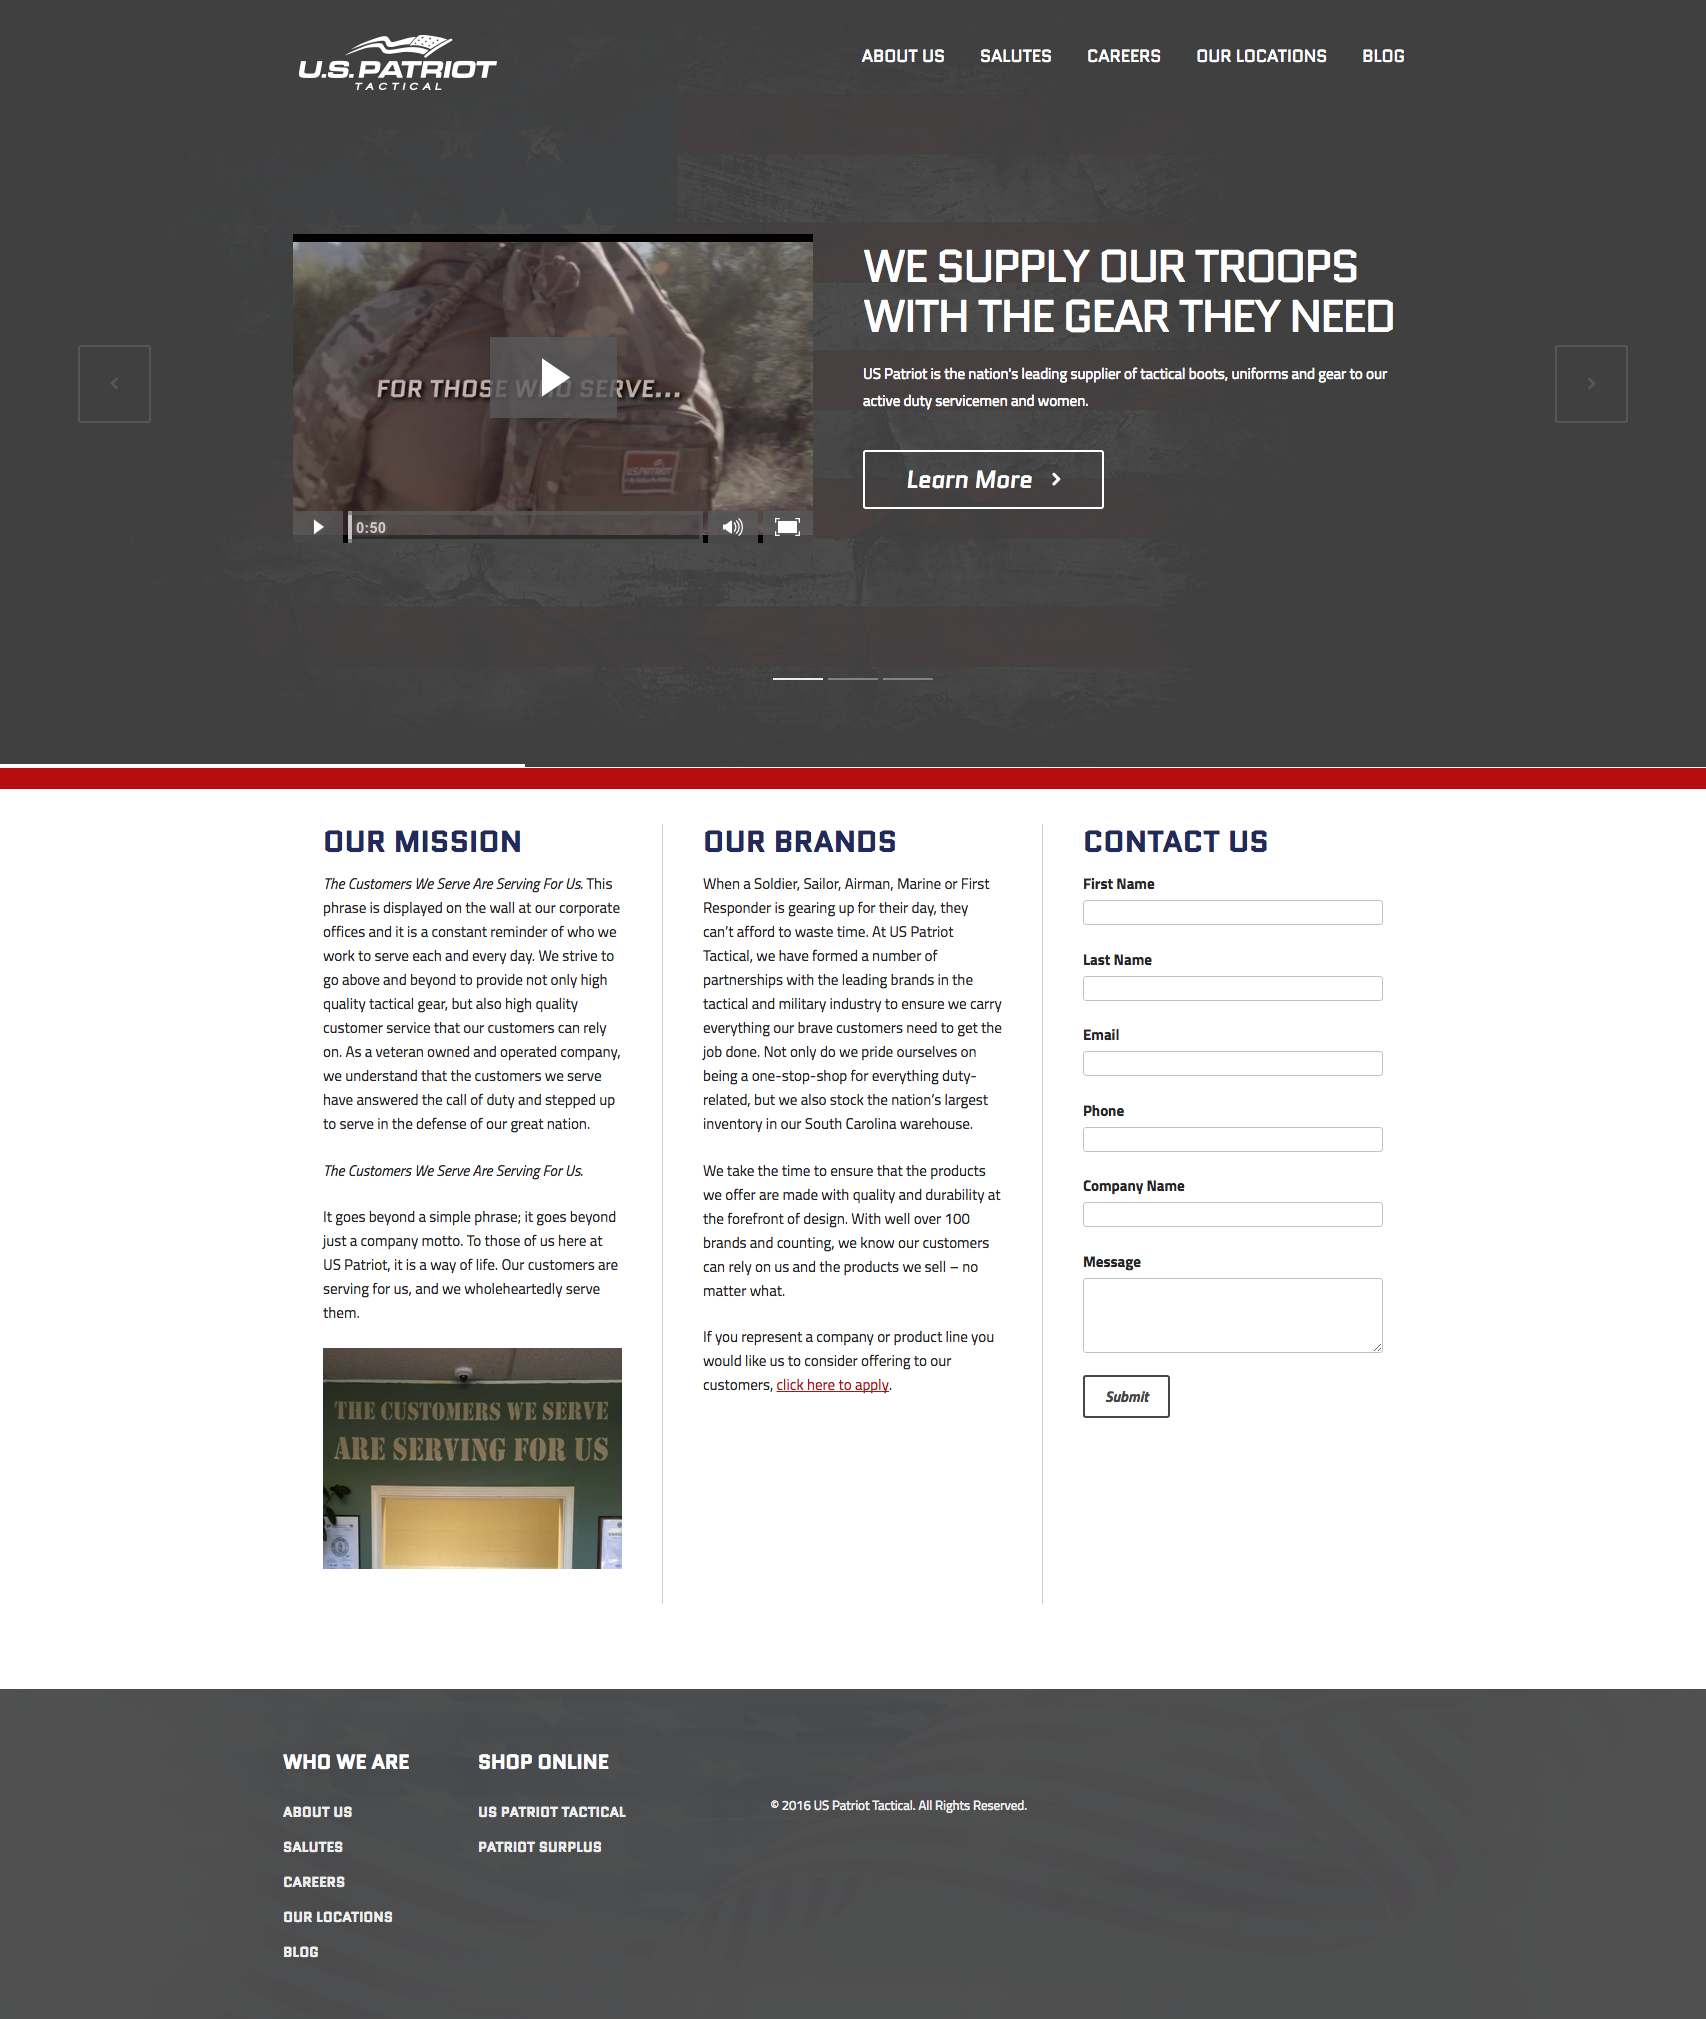 U.S. PATRIOT
TACTICAL
ABOUT US
SALUTES
CAREERS
OUR LOCATIONS
BLOG
FOR THOSE WHO SERVE...
U.S.PATRIOT
0:50
WE SUPPLY OUR TROOPS
WITH THE GEAR THEY NEED
US Patriot is the nation's leading supplier of tactical boots, uniforms and gear to our
active duty servicemen and women.
Learn More
OUR MISSION
The Customers We Serve Are Serving For Us. This
phrase is displayed on the wall at our corporate
offices and it is a constant reminder of who we
work to serve each and every day. We strive to
go above and beyond to provide not only high
quality tactical gear, but also high quality
customer service that our customers can rely
on. As a veteran owned and operated company,
we understand that the customers we serve
have answered the call of duty and stepped up
to serve in the defense of our great nation.
The Customers We Serve Are Serving For Us.
It goes beyond a simple phrase; it goes beyond
just a company motto. To those of us here at
US Patriot, it is a way of life. Our customers are
serving for us, and we wholeheartedly serve
them.
THE CUSTOMERS WE SERVE
ARE SERVING FOR US
OUR BRANDS
When a Soldier, Sailor, Airman, Marine or First
Responder is gearing up for their day, they
can’t afford to waste time. At US Patriot
Tactical, we have formed a number of
partnerships with the leading brands in the
tactical and military industry to ensure we carry
everything our brave customers need to get the
job done. Not only do we pride ourselves on
being a one-stop-shop for everything duty-
related, but we also stock the nation’s largest
inventory in our South Carolina warehouse.
We take the time to ensure that the products
we offer are made with quality and durability at
the forefront of design. With well over 100
brands and counting, we know our customers
can rely on us and the products we sell – no
matter what.
If you represent a company or product line you
would like us to consider offering to our
customers, click here to apply.
CONTACT US
First Name
Last Name
Email
Phone
Company Name
Message
Submit
WHO WE ARE
ABOUT US
SALUTES
CAREERS
OUR LOCATIONS
BLOG
SHOP ONLINE
US PATRIOT TACTICAL
PATRIOT SURPLUS
© 2016 US Patriot Tactical. All Rights Reserved.